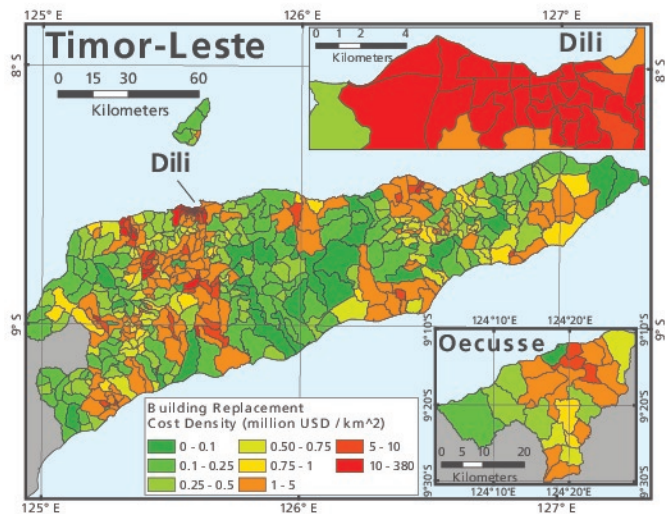 125°E 126°E 127°E
Timor-Leste
0 15 30 60
Kilometers
Dili
0 1 2 4
Kilometers
Dili
8°S 8°S
9°S 9°S
Building Replacement
Cost Density (million USD / km^2)
0 - 0.1 0.50 - 0.75 5 - 10
0.1 - 0.25 0.75 - 1 10 - 380
0.25 - 0.5 1 - 5
124°10'E 124°20'E
Oecusse
9°10'S
9°20'S 9°20'S
9°30'S 9°30'S
0 5 10 20
Kilometers
124°10'E 124°20'E
125°E 126°E 127°E